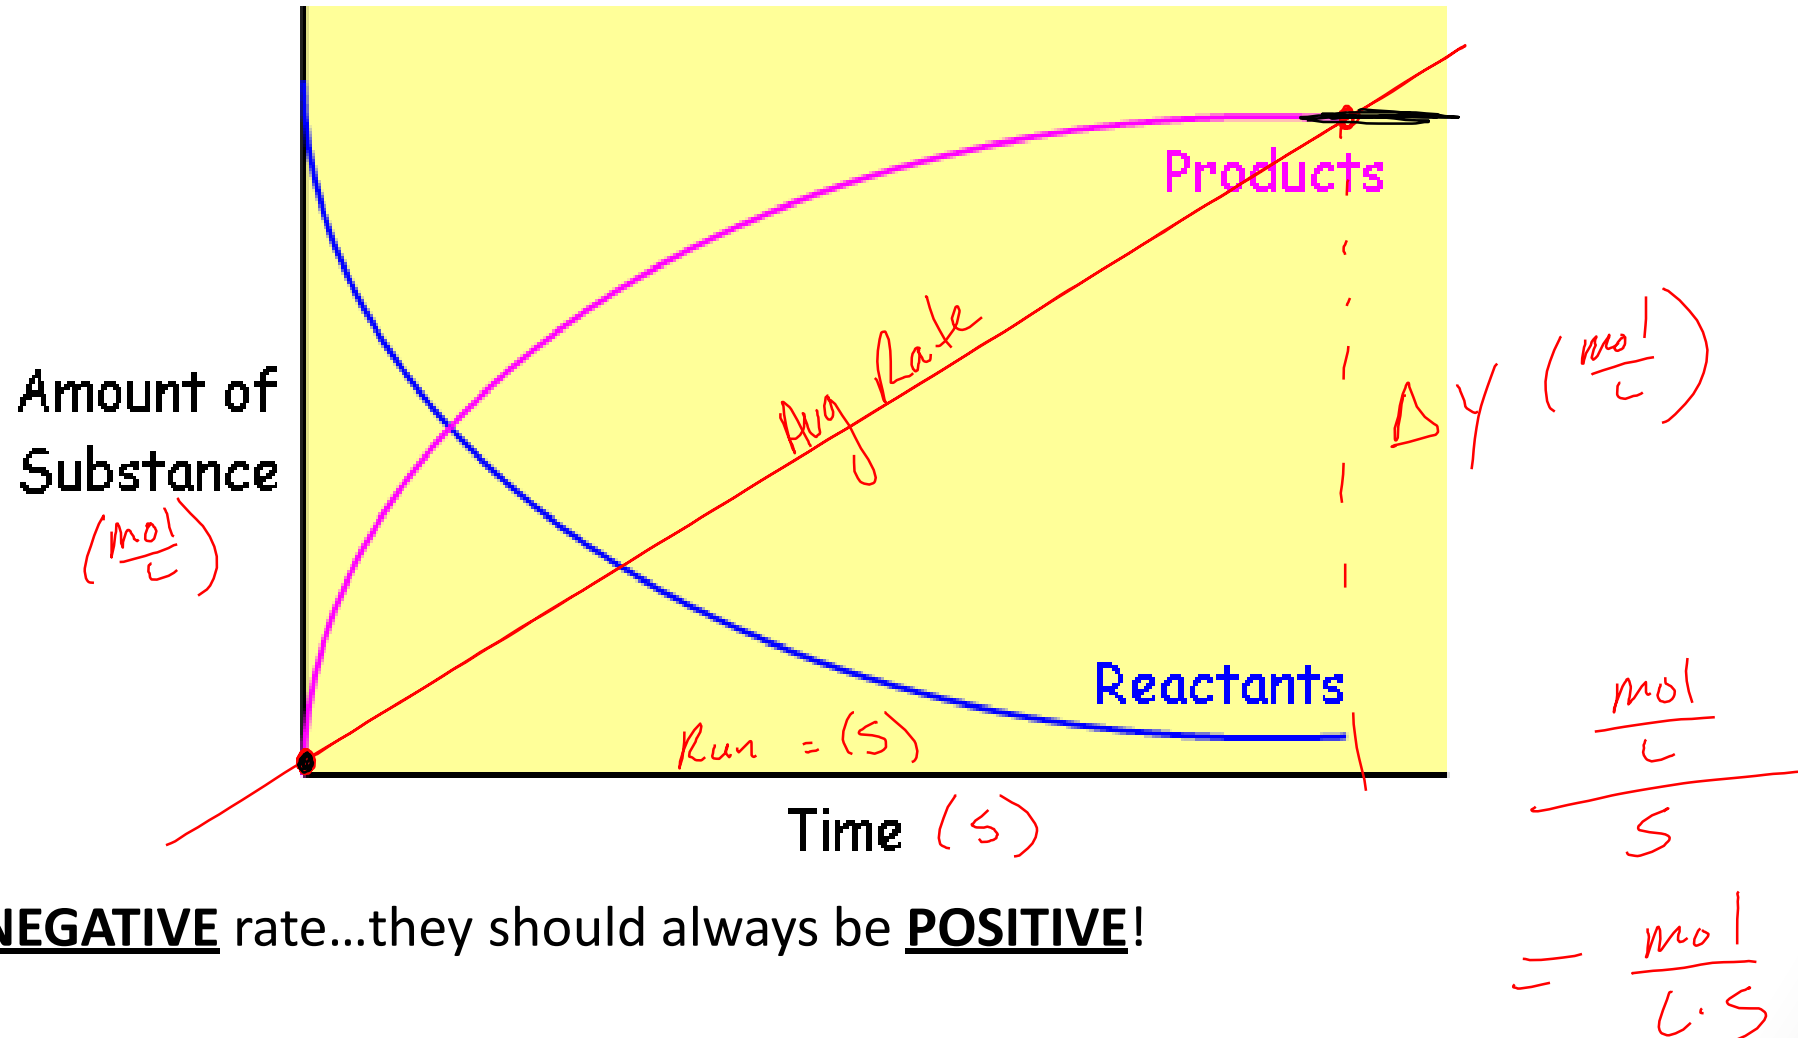 Products
Avg Rate
Δy (mol/L)
Amount of
Substance
(mol/L)
Reactants
Run = (s)
Time (s)
mol/L
s
NEGATIVE rate...they should always be POSITIVE!
= mol/L·s